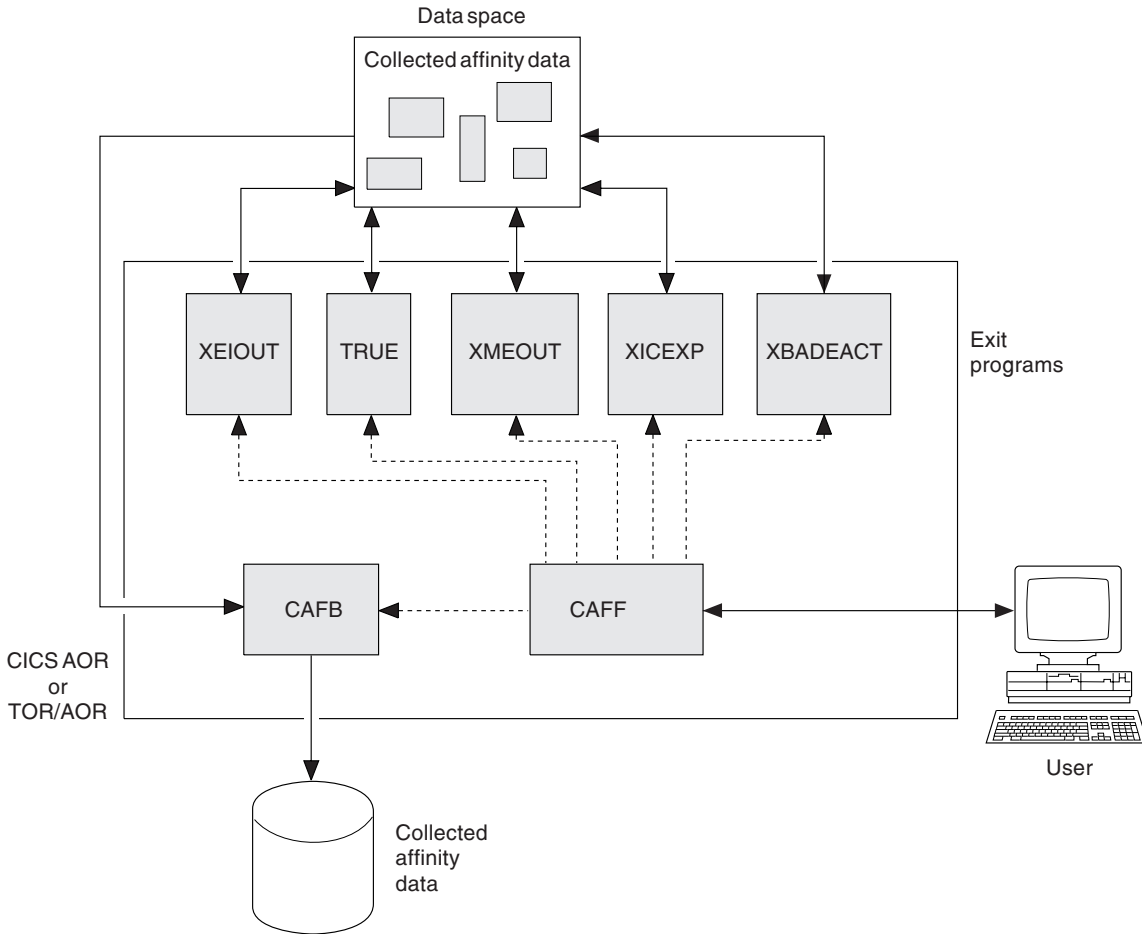 Data space
Collected affinity data
XEIOUT
TRUE
XMEOUT
XICEXP
XBADEACT
Exit
programs
CAFB
CAFF
CICS AOR
or
TOR/AOR
User
Collected
affinity
data